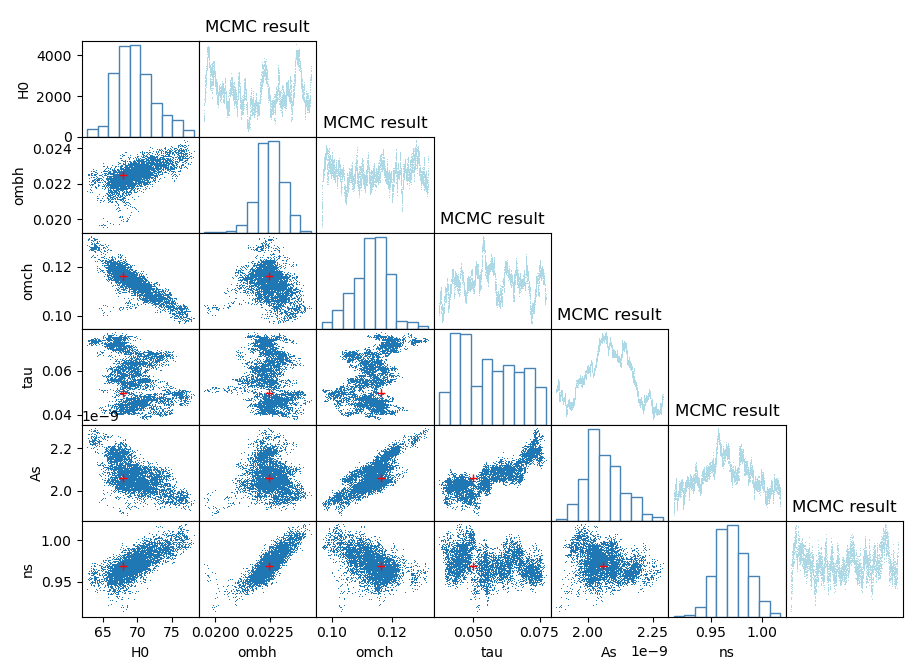 MCMC result
4000
2000
0
H0
MCMC result
0.024
0.022
0.020
ombh
MCMC result
0.12
0.10
omch
MCMC result
0.06
0.04
tau
MCMC result
1e−9
2.2
2.0
As
MCMC result
1.00
0.95
ns
65 70 75 0.0200 0.0225 0.10 0.12 0.050 0.075 2.00 2.25 0.95 1.00
1e−9
H0 ombh omch tau As ns